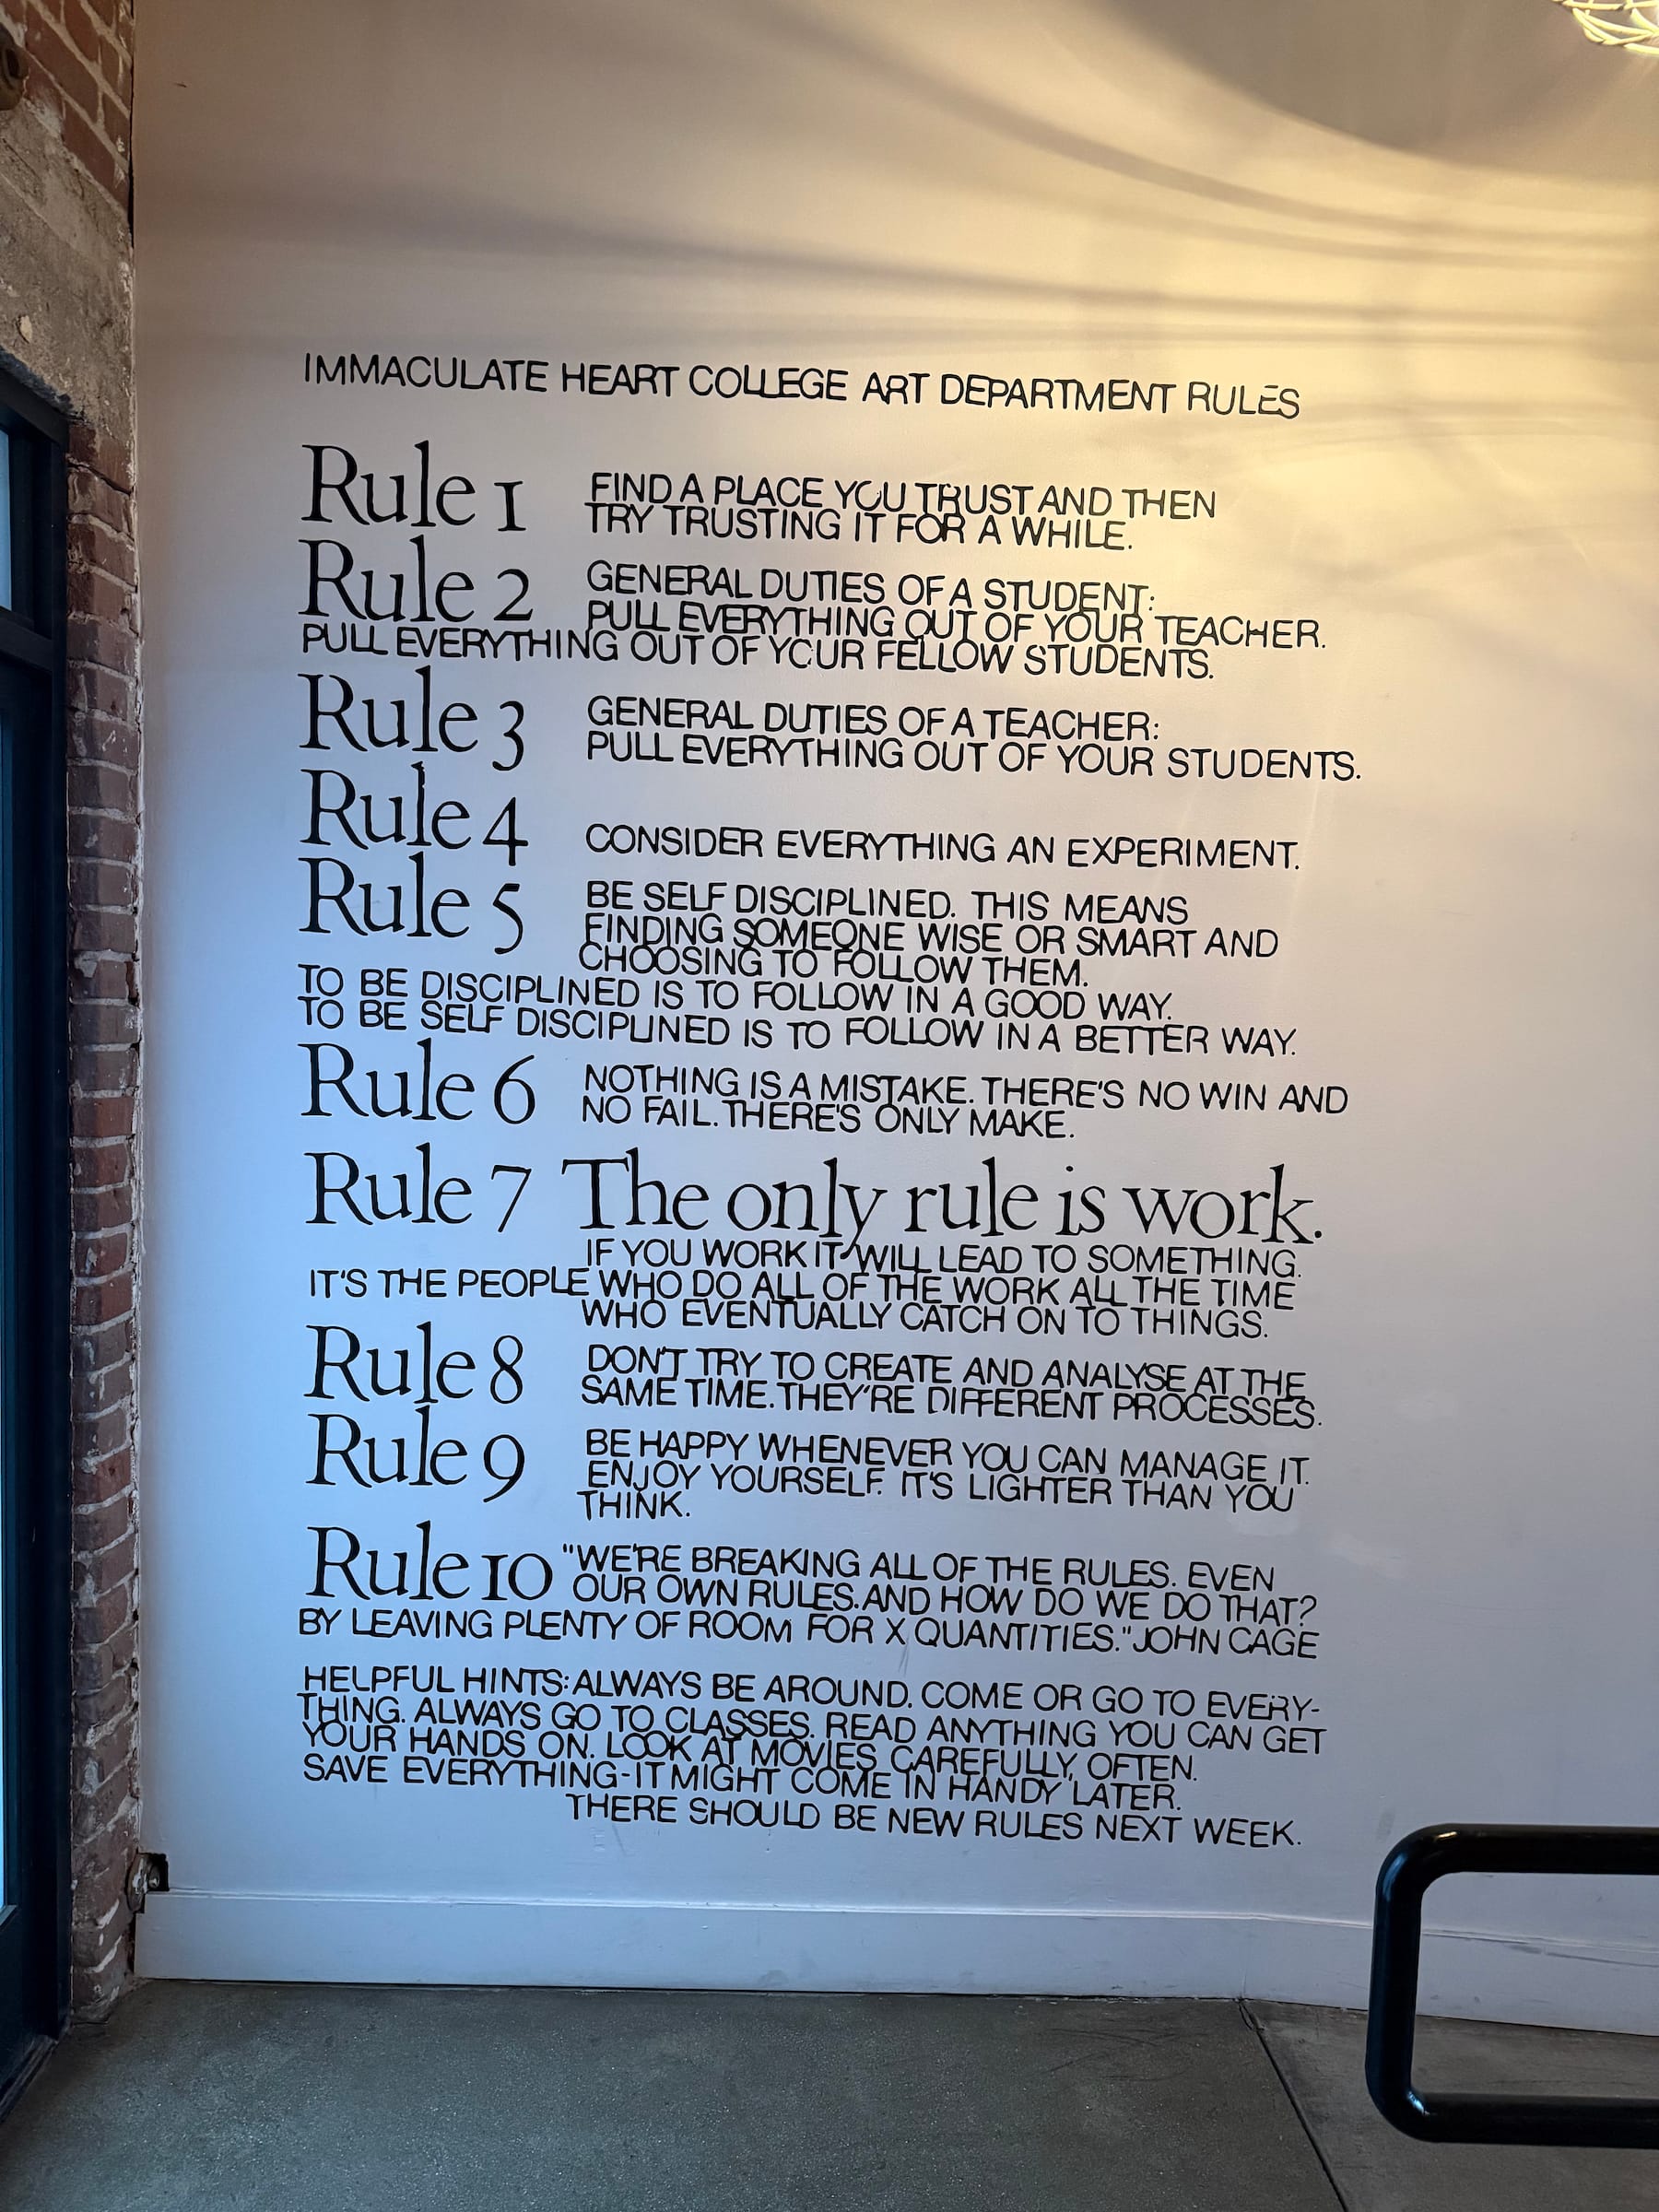 IMMACULATE HEART COLLEGE ART DEPARTMENT RULES
Rule 1 FIND A PLACE YOU TRUST AND THEN
TRY TRUSTING IT FOR A WHILE.
Rule 2 GENERAL DUTIES OF A STUDENT:
PULL EVERYTHING OUT OF YOUR TEACHER.
PULL EVERYTHING OUT OF YOUR FELLOW STUDENTS.
Rule 3 GENERAL DUTIES OF A TEACHER:
PULL EVERYTHING OUT OF YOUR STUDENTS.
Rule 4 CONSIDER EVERYTHING AN EXPERIMENT.
Rule 5 BE SELF DISCIPLINED. THIS MEANS
FINDING SOMEONE WISE OR SMART AND
CHOOSING TO FOLLOW THEM.
TO BE DISCIPLINED IS TO FOLLOW IN A GOOD WAY.
TO BE SELF DISCIPLINED IS TO FOLLOW IN A BETTER WAY.
Rule 6 NOTHING IS A MISTAKE. THERE'S NO WIN AND
NO FAIL. THERE'S ONLY MAKE.
Rule 7 The only rule is work.
IF YOU WORK IT WILL LEAD TO SOMETHING.
IT'S THE PEOPLE WHO DO ALL OF THE WORK ALL THE TIME
WHO EVENTUALLY CATCH ON TO THINGS.
Rule 8 DON'T TRY TO CREATE AND ANALYSE AT THE
SAME TIME. THEY'RE DIFFERENT PROCESSES.
Rule 9 BE HAPPY WHENEVER YOU CAN MANAGE IT.
ENJOY YOURSELF. IT'S LIGHTER THAN YOU
THINK.
Rule 10 "WE'RE BREAKING ALL OF THE RULES. EVEN
OUR OWN RULES. AND HOW DO WE DO THAT?
BY LEAVING PLENTY OF ROOM FOR X QUANTITIES." JOHN CAGE
HELPFUL HINTS: ALWAYS BE AROUND. COME OR GO TO EVERY-
THING. ALWAYS GO TO CLASSES. READ ANYTHING YOU CAN GET
YOUR HANDS ON. LOOK AT MOVIES CAREFULLY, OFTEN.
SAVE EVERYTHING-IT MIGHT COME IN HANDY LATER.
THERE SHOULD BE NEW RULES NEXT WEEK.